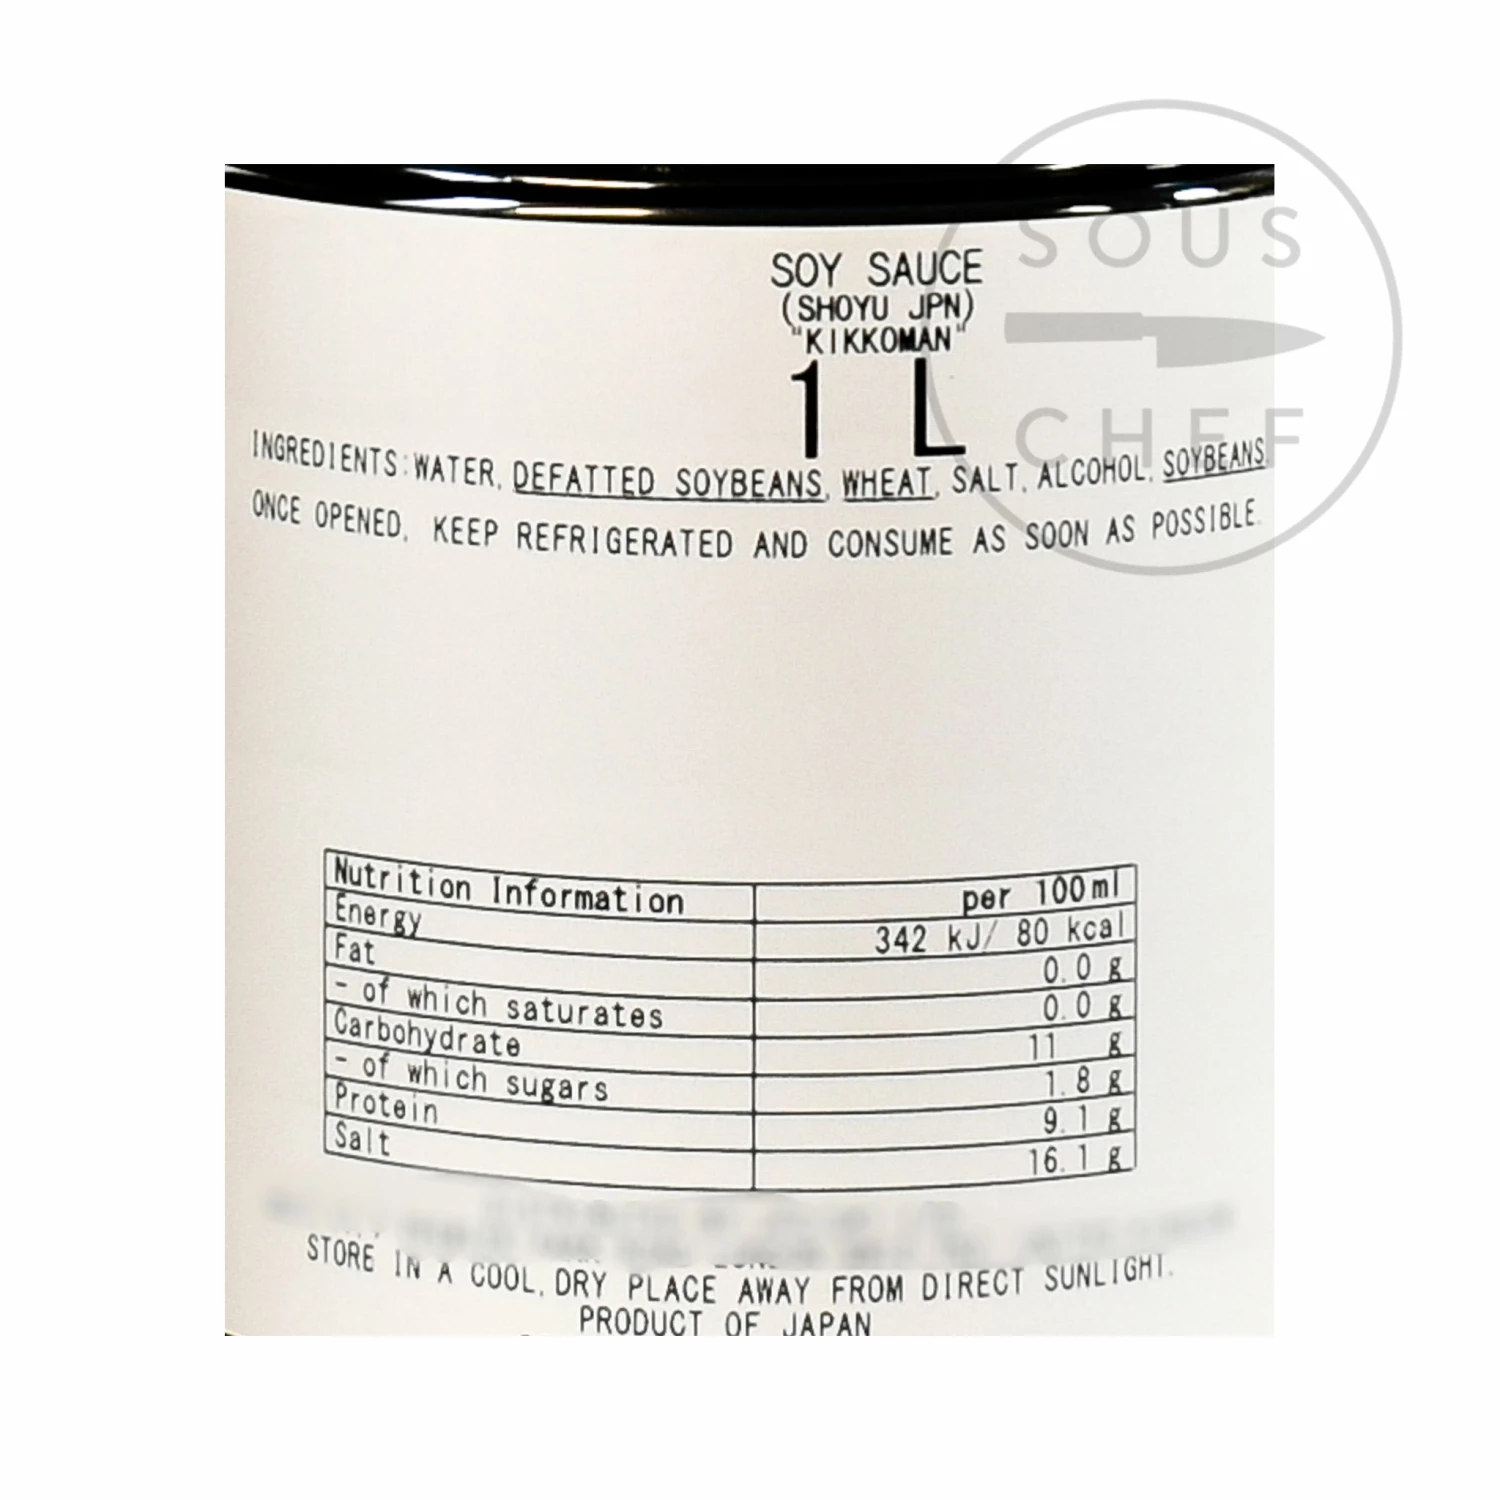 SOUS
CHEF
SOY SAUCE
(SHOYU JPN)
"KIKKOMAN"
1 L
INGREDIENTS:WATER, DEFATTED SOYBEANS, WHEAT, SALT, ALCOHOL, SOYBEANS.
ONCE OPENED, KEEP REFRIGERATED AND CONSUME AS SOON AS POSSIBLE.
Nutrition Information per 100ml
Energy 342 kJ/ 80 kcal
Fat 0.0 g
- of which saturates 0.0 g
Carbohydrate 11 g
- of which sugars 1.8 g
Protein 9.1 g
Salt 16.1 g
STORE IN A COOL, DRY PLACE AWAY FROM DIRECT SUNLIGHT.
PRODUCT OF JAPAN